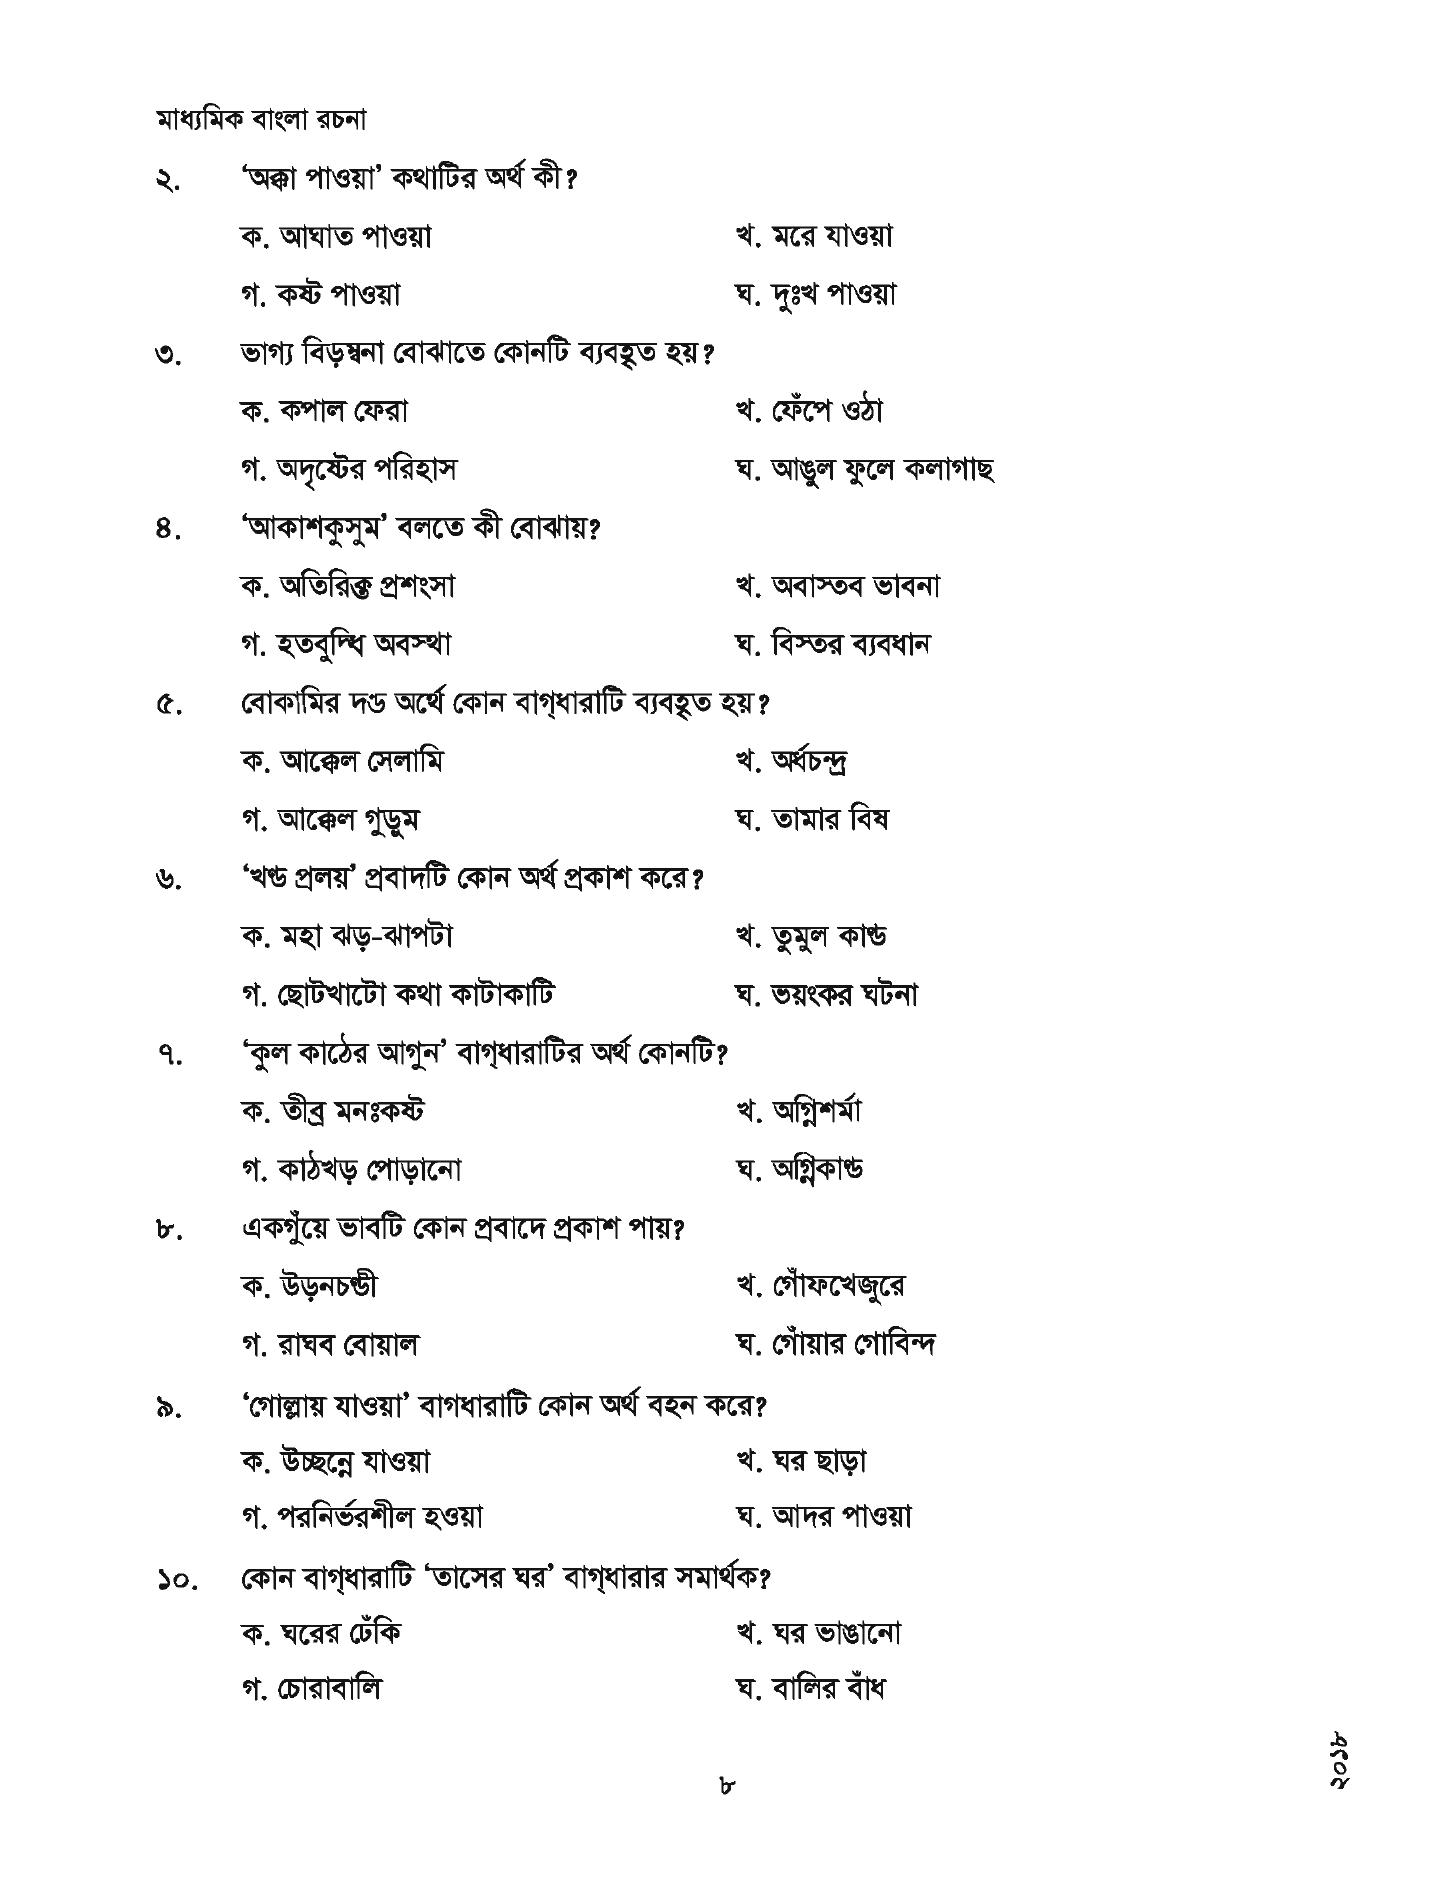 মাধ্যমিক বাংলা রচনা
২. ‘অক্কা পাওয়া’ কথাটির অর্থ কী?
ক. আঘাত পাওয়া খ. মরে যাওয়া
গ. কষ্ট পাওয়া ঘ. দুঃখ পাওয়া
৩. ভাগ্য বিড়ম্বনা বোঝাতে কোনটি ব্যবহৃত হয়?
ক. কপাল ফেরা খ. ফেঁপে ওঠা
গ. অদৃষ্টের পরিহাস ঘ. আঙুল ফুলে কলাগাছ
৪. ‘আকাশকুসুম’ বলতে কী বোঝায়?
ক. অতিরিক্ত প্রশংসা খ. অবাস্তব ভাবনা
গ. হতবুদ্ধি অবস্থা ঘ. বিস্তর ব্যবধান
৫. বোকামির দণ্ড অর্থে কোন বাগ্‌ধারাটি ব্যবহৃত হয়?
ক. আক্কেল সেলামি খ. অর্ধচন্দ্র
গ. আক্কেল গুড়ুম ঘ. তামার বিষ
৬. ‘খণ্ড প্রলয়’ প্রবাদটি কোন অর্থ প্রকাশ করে?
ক. মহা ঝড়-ঝাপটা খ. তুমুল কাণ্ড
গ. ছোটখাটো কথা কাটাকাটি ঘ. ভয়ংকর ঘটনা
৭. ‘কুল কাঠের আগুন’ বাগ্‌ধারাটির অর্থ কোনটি?
ক. তীব্র মনঃকষ্ট খ. অগ্নিশর্মা
গ. কাঠখড় পোড়ানো ঘ. অগ্নিকাণ্ড
৮. একগুঁয়ে ভাবটি কোন প্রবাদে প্রকাশ পায়?
ক. উড়নচণ্ডী খ. গোঁফখেজুরে
গ. রাঘব বোয়াল ঘ. গোঁয়ার গোবিন্দ
৯. ‘গোল্লায় যাওয়া’ বাগধারাটি কোন অর্থ বহন করে?
ক. উচ্ছন্নে যাওয়া খ. ঘর ছাড়া
গ. পরনির্ভরশীল হওয়া ঘ. আদর পাওয়া
১০. কোন বাগ্‌ধারাটি ‘তাসের ঘর’ বাগ্‌ধারার সমার্থক?
ক. ঘরের ঢেঁকি খ. ঘর ভাঙানো
গ. চোরাবালি ঘ. বালির বাঁধ
৮
২০১৮